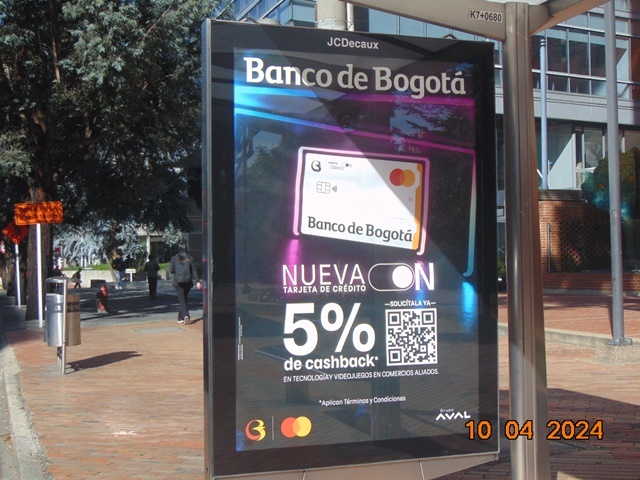 K7+0680
JCDecaux
Banco de Bogotá
Banco de Bogotá
NUEVA ON
TARJETA DE CRÉDITO
5%
de cashback*
SOLICÍTALA YA
EN TECNOLOGÍA Y VIDEOJUEGOS EN COMERCIOS ALIADOS.
*Aplican Términos y Condiciones
Grupo
AVAL
10 04 2024